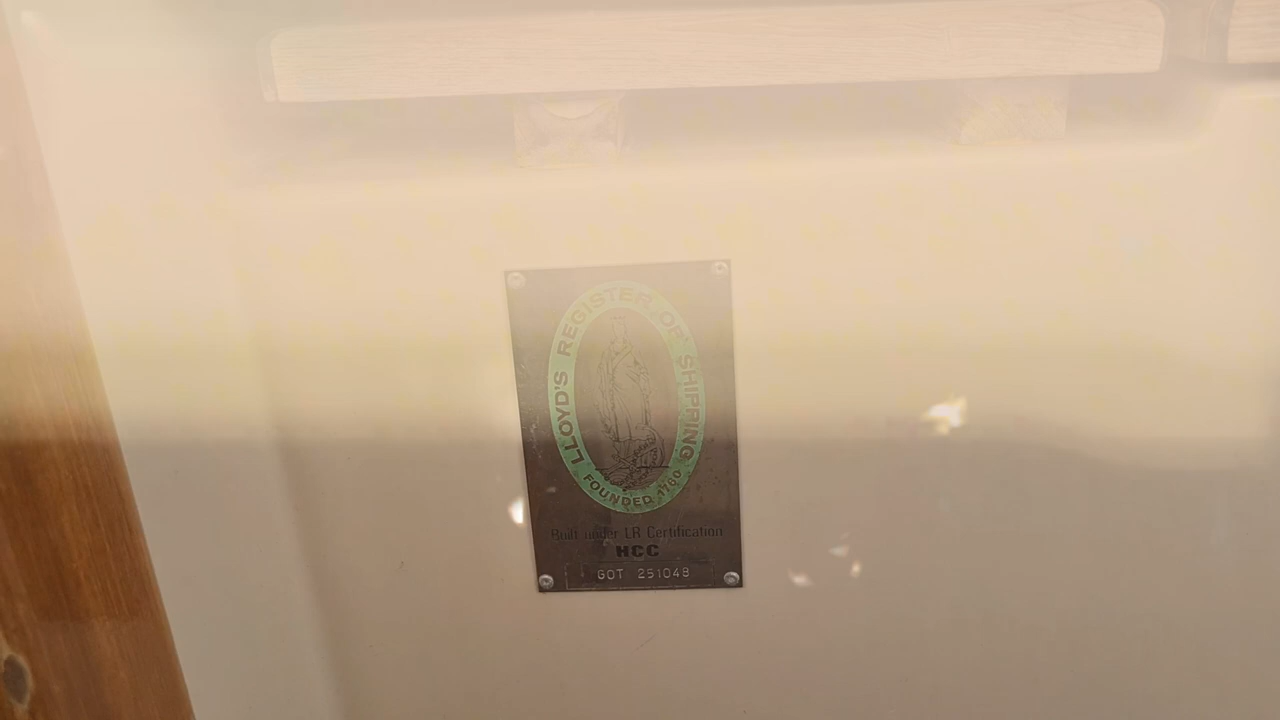 LLOYD'S REGISTER OF SHIPPING
FOUNDED 1760
Built under LR Certification
HCC
GOT 251048